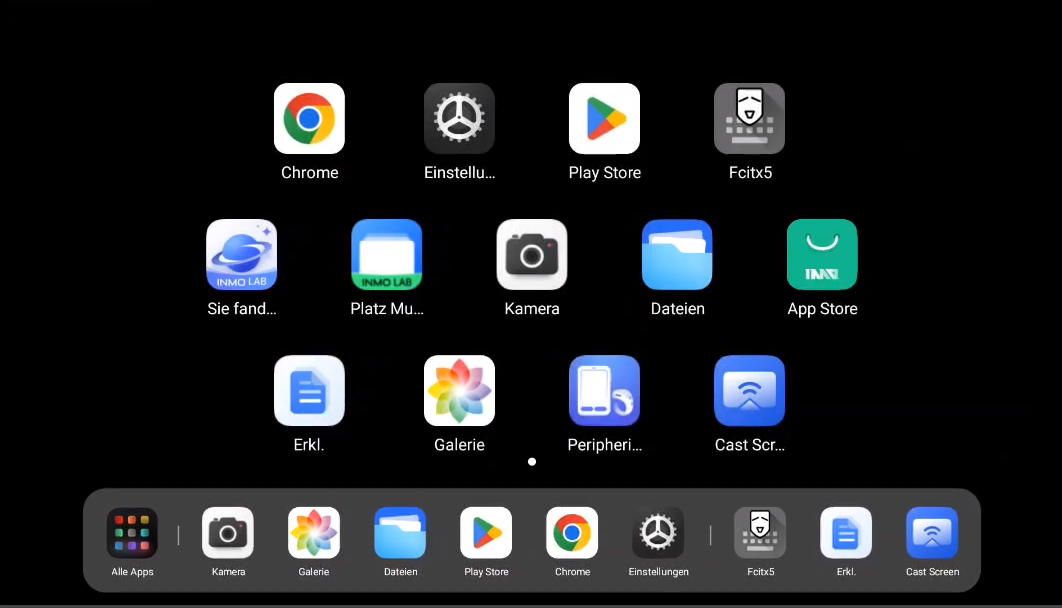 Chrome
Einstellu...
Play Store
Fcitx5
INMO LAB
INMO LAB
INMO
Sie fand...
Platz Mu...
Kamera
Dateien
App Store
Erkl.
Galerie
Peripheri...
Cast Scr...
Alle Apps
Kamera
Galerie
Dateien
Play Store
Chrome
Einstellungen
Fcitx5
Erkl.
Cast Screen